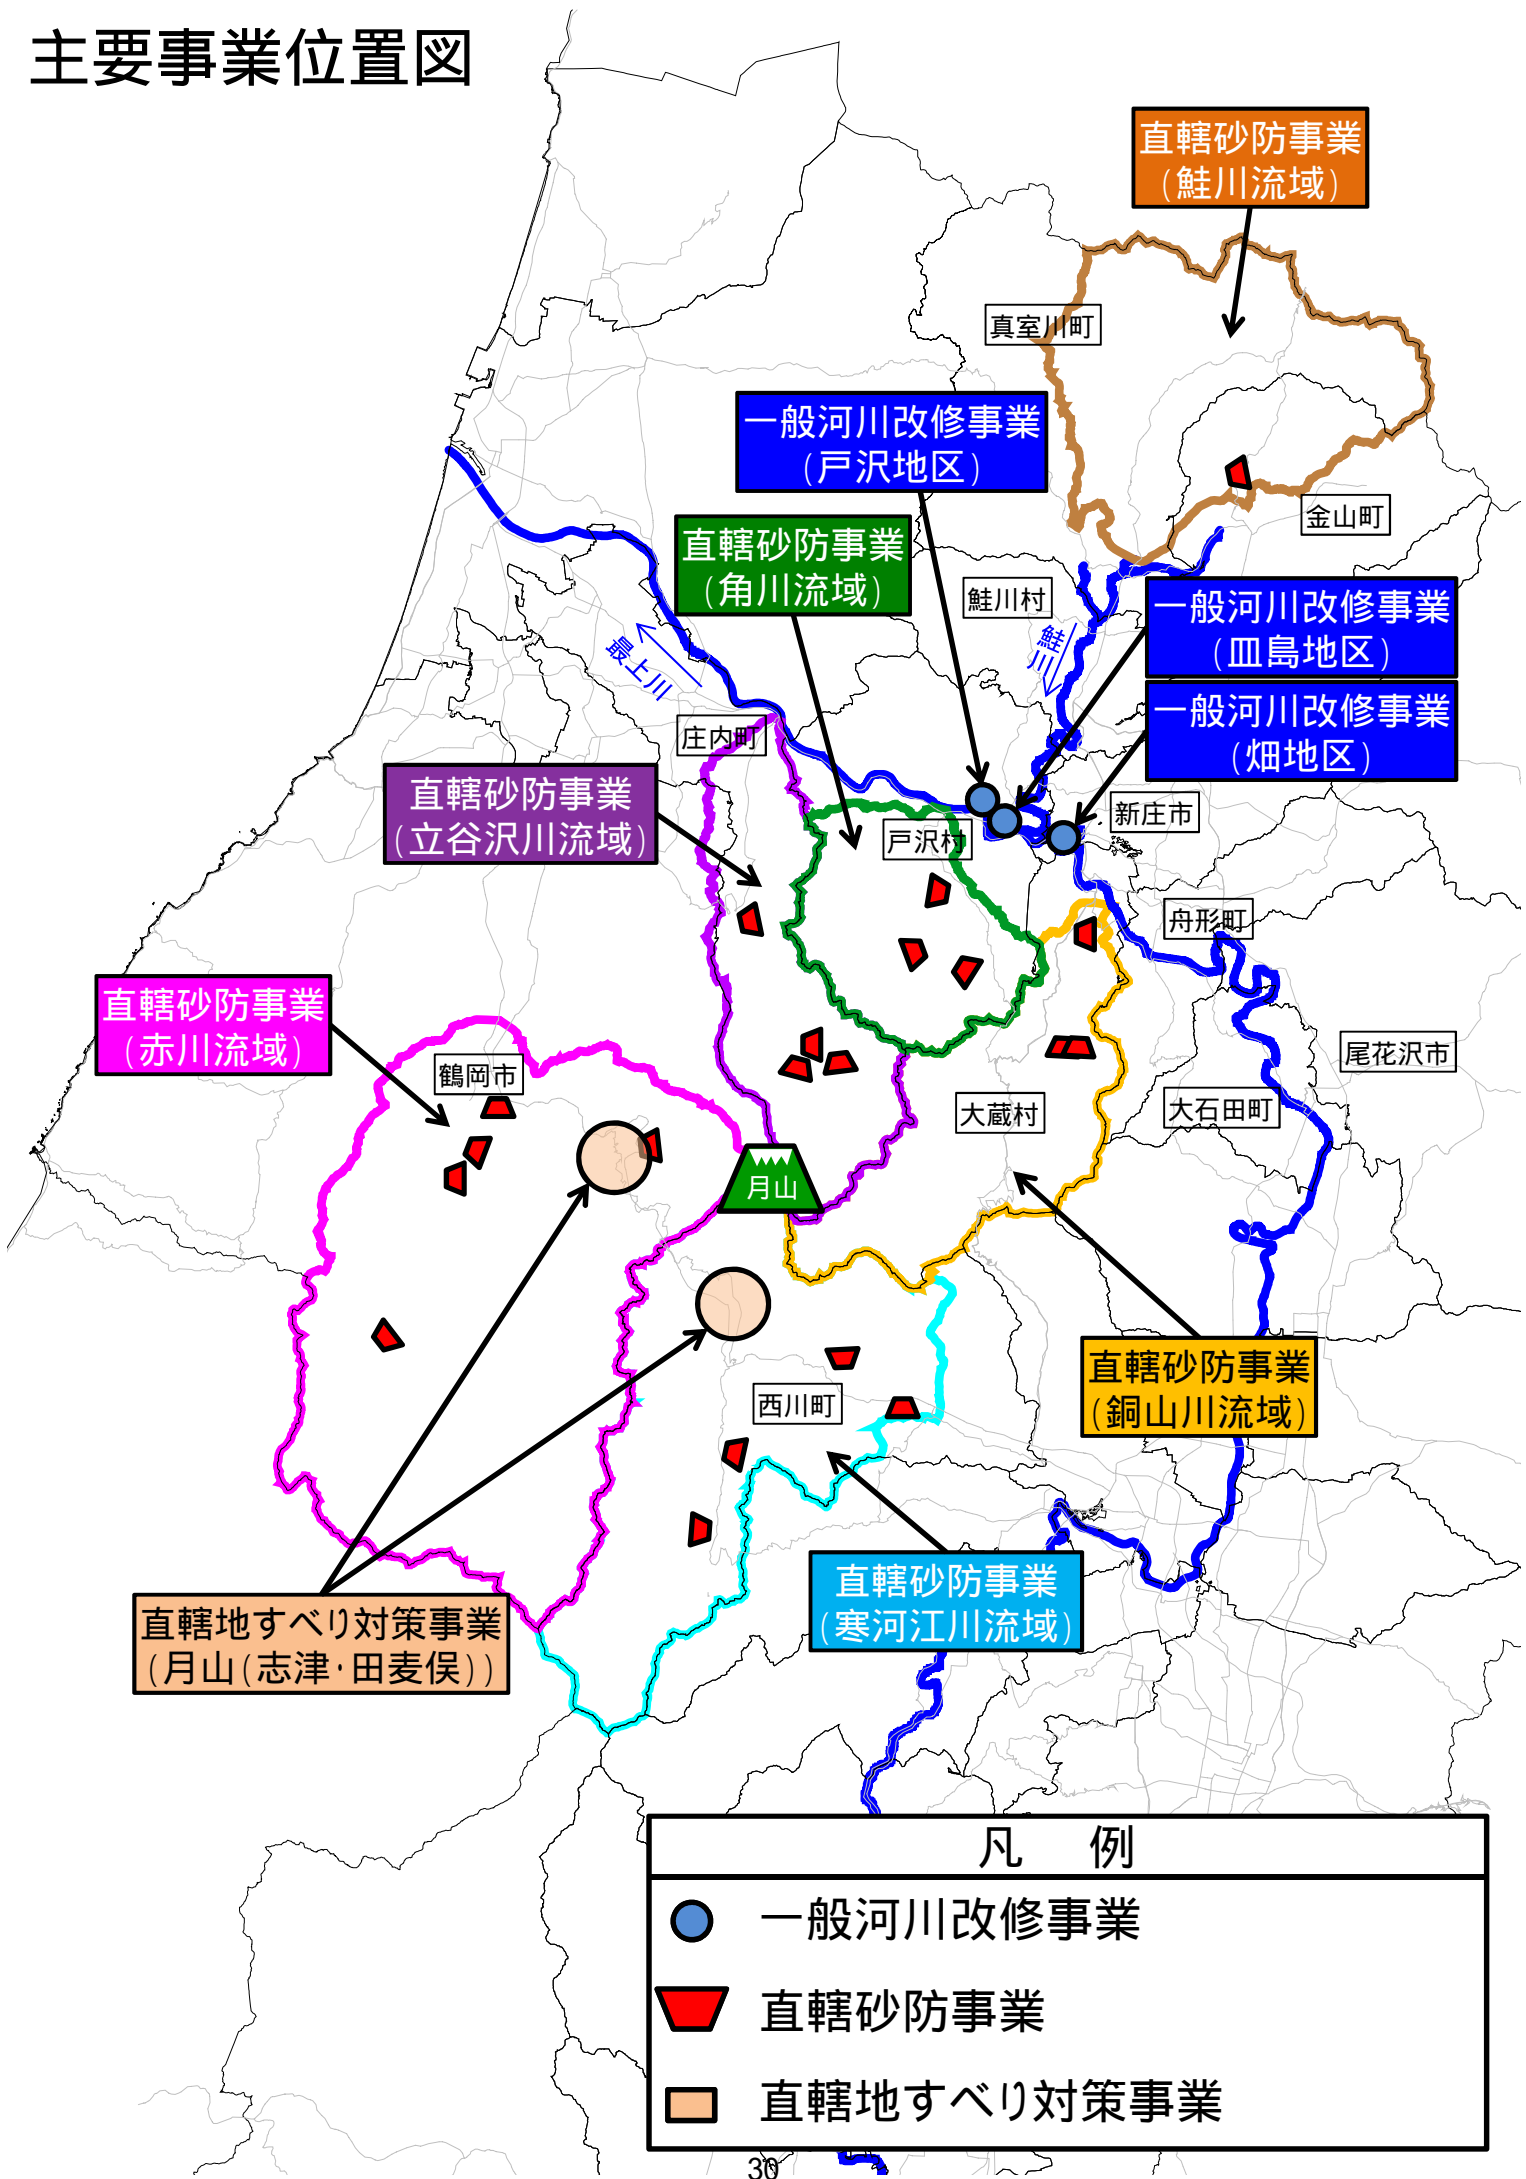 主要事業位置図
直轄砂防事業
(鮭川流域)
真室川町
一般河川改修事業
(戸沢地区)
金山町
直轄砂防事業
(角川流域)
鮭川村
一般河川改修事業
(皿島地区)
鮭川
最上川
一般河川改修事業
(畑地区)
庄内町
直轄砂防事業
(立谷沢川流域)
新庄市
戸沢村
舟形町
直轄砂防事業
(赤川流域)
尾花沢市
鶴岡市
大蔵村
大石田町
月山
直轄砂防事業
(銅山川流域)
西川町
直轄砂防事業
(寒河江川流域)
直轄地すべり対策事業
(月山(志津・田麦俣))
凡 例
一般河川改修事業
直轄砂防事業
直轄地すべり対策事業
30